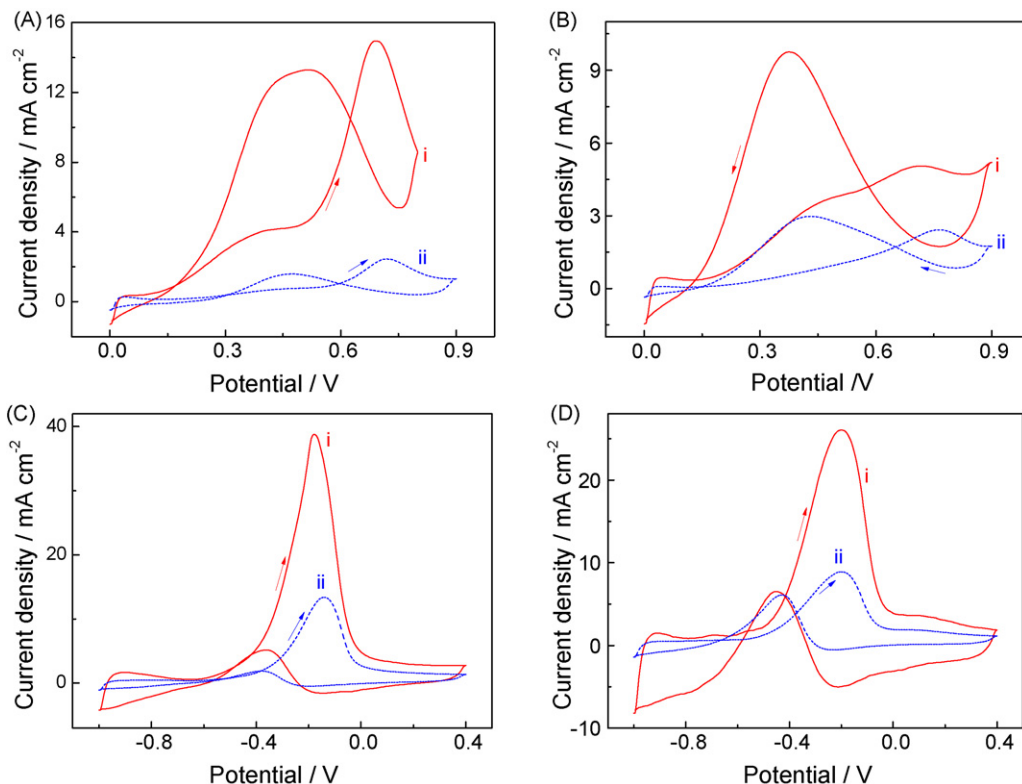 (A)
16
12
8
4
0
Current density / mA cm⁻²
0.0 0.3 0.6 0.9
Potential / V
i
ii
(B)
9
6
3
0
Current density / mA cm⁻²
0.0 0.3 0.6 0.9
Potential /V
i
ii
(C)
40
20
0
Current density / mA cm⁻²
-0.8 -0.4 0.0 0.4
Potential / V
i
ii
(D)
20
10
0
-10
Current density / mA cm⁻²
-0.8 -0.4 0.0 0.4
Potential / V
i
ii